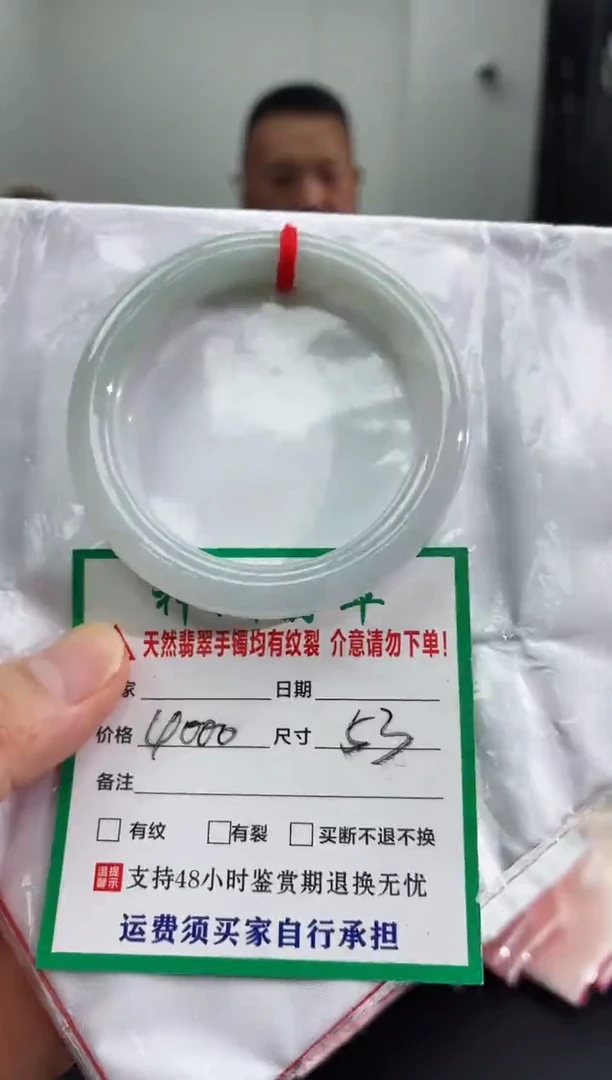 天然翡翠手镯均有纹裂 介意请勿下单!
家 日期
价格 4000 尺寸 53
备注
有纹 有裂 买断不退不换
温馨提示 支持48小时鉴赏期退换无忧
运费须买家自行承担